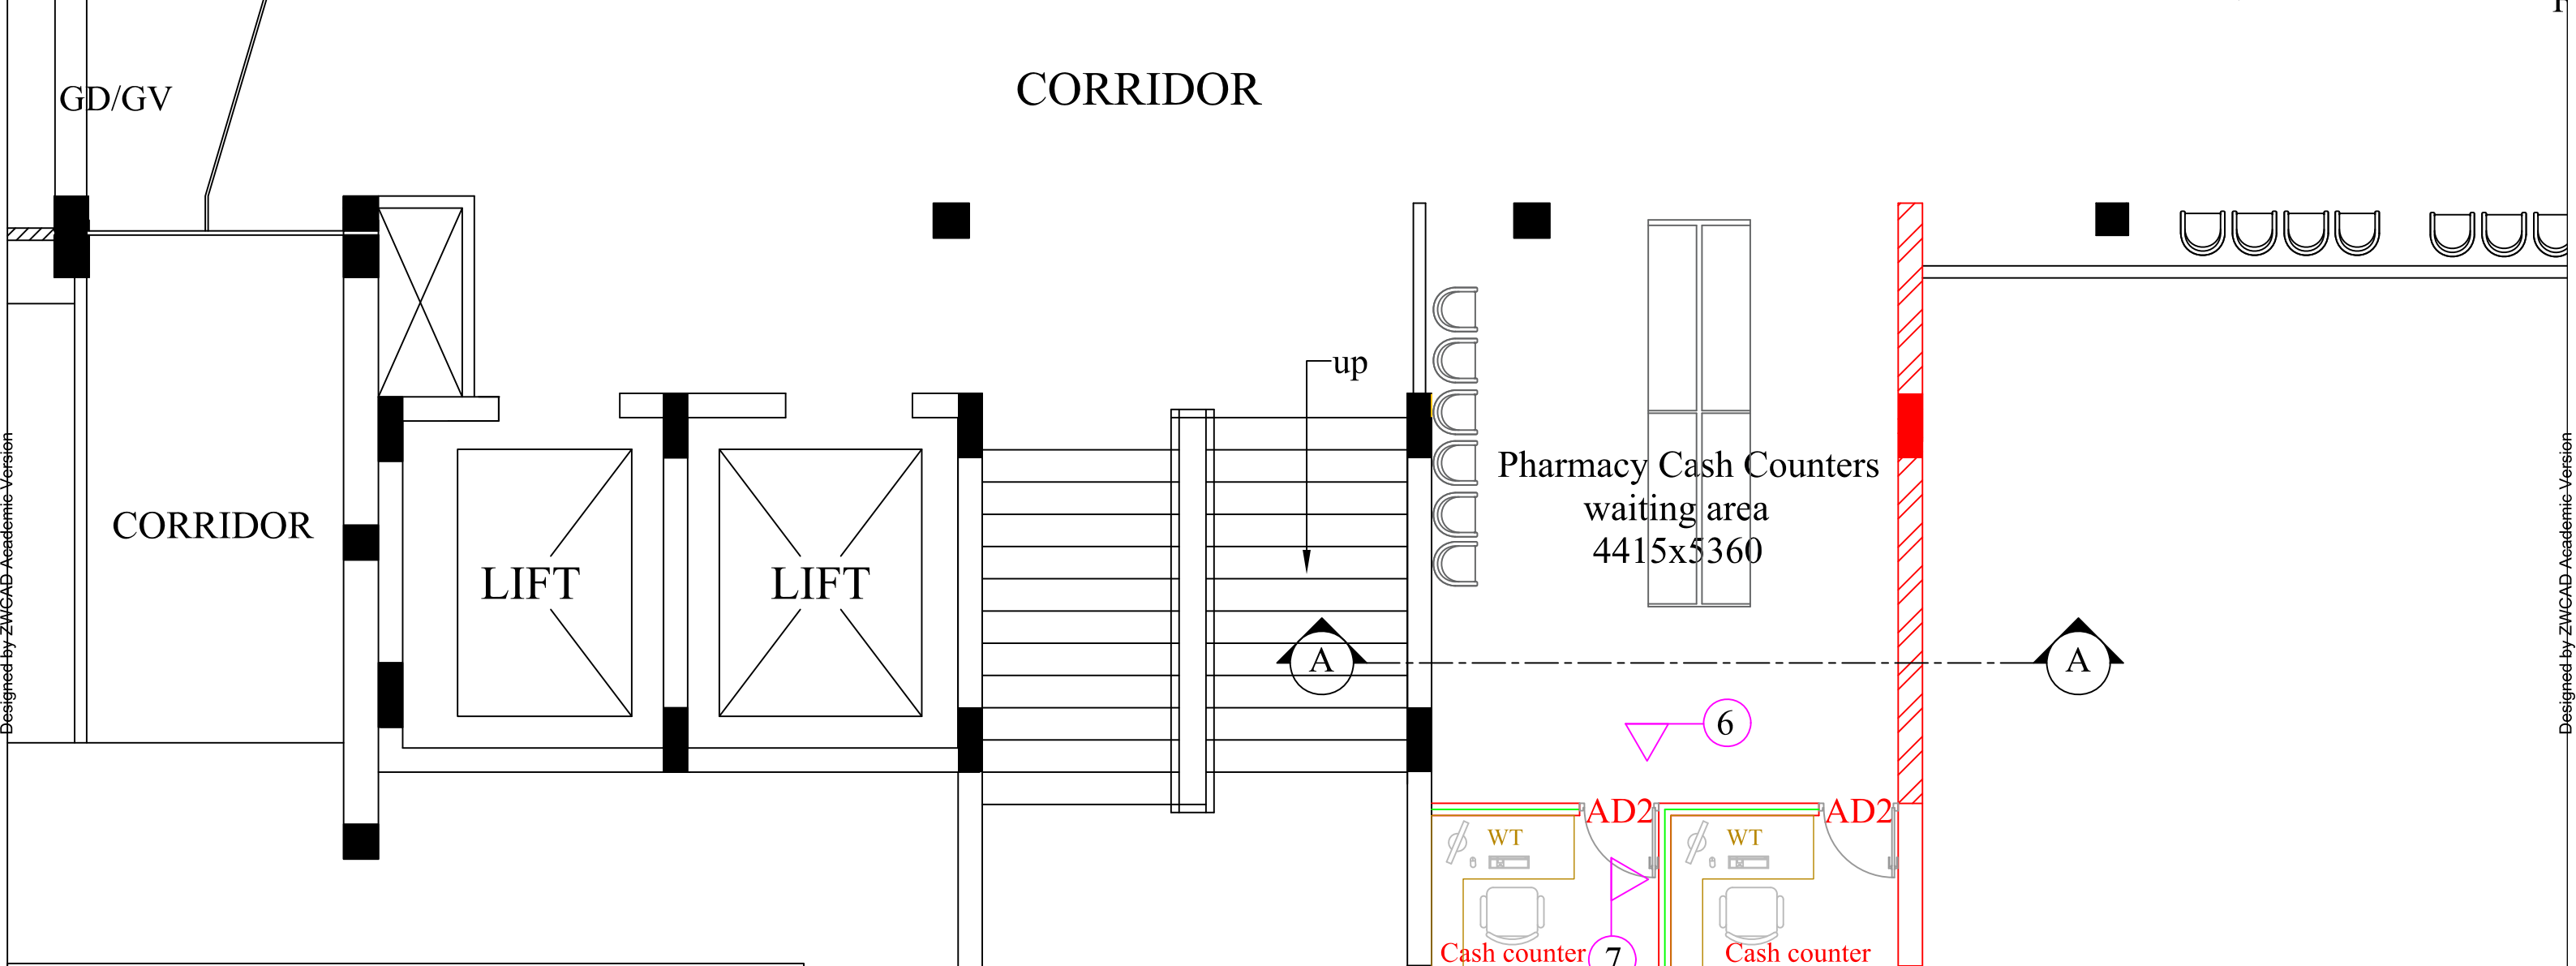 GD/GV
CORRIDOR
up
Pharmacy Cash Counters
waiting area
4415x5360
CORRIDOR
LIFT
LIFT
A
A
6
AD2
AD2
WT
WT
Cash counter
7
Cash counter
Designed by ZWCAD Academic Version
Designed by ZWCAD Academic Version